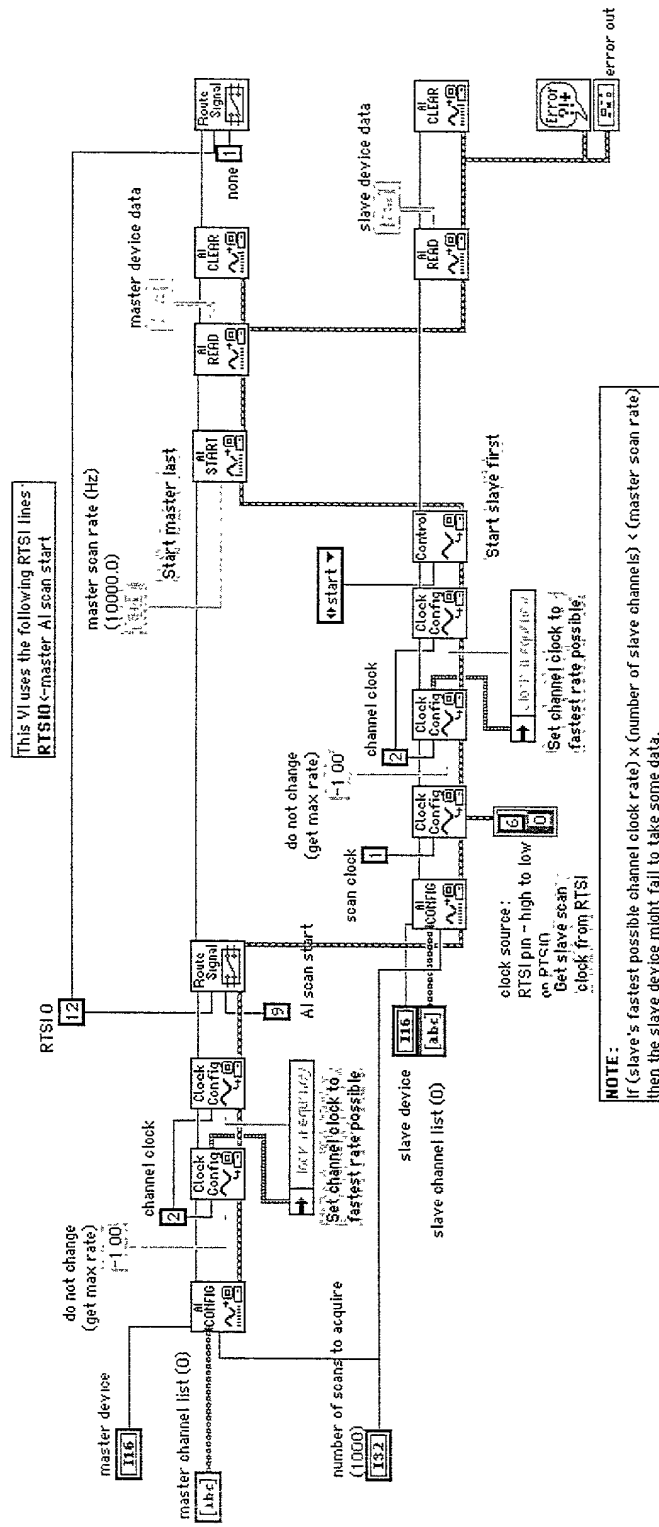 This VI uses the following RTSI lines
RTSI0<-master AI scan start
RTSI 0
12
master device
I16
master channel list (0)
[abc]
do not change
(get max rate)
-1.00
AI
CONFIG
2
channel clock
Clock
Config
Clock
Config
Set channel clock to
fastest rate possible
Route
Signal
9
AI scan start
master scan rate (Hz)
(10000.0)
Start master last
AI
START
AI
READ
master device data
AI
CLEAR
Route
Signal
1
none
number of scans to acquire
(1000)
I32
slave device
I16
[abc]
slave channel list (0)
AI
CONFIG
scan clock
1
Clock
Config
6
0
clock source:
RTSI pin - high to low
on RTSI0
Get slave scan
clock from RTSI
do not change
(get max rate)
-1.00
2
channel clock
Clock
Config
Clock
Config
clock frequency
Set channel clock to
fastest rate possible
start
Control
Start slave first
AI
READ
slave device data
AI
CLEAR
Error
?!+
error out
NOTE:
If (slave's fastest possible channel clock rate) x (number of slave channels) < (master scan rate)
then the slave device might fail to take some data.